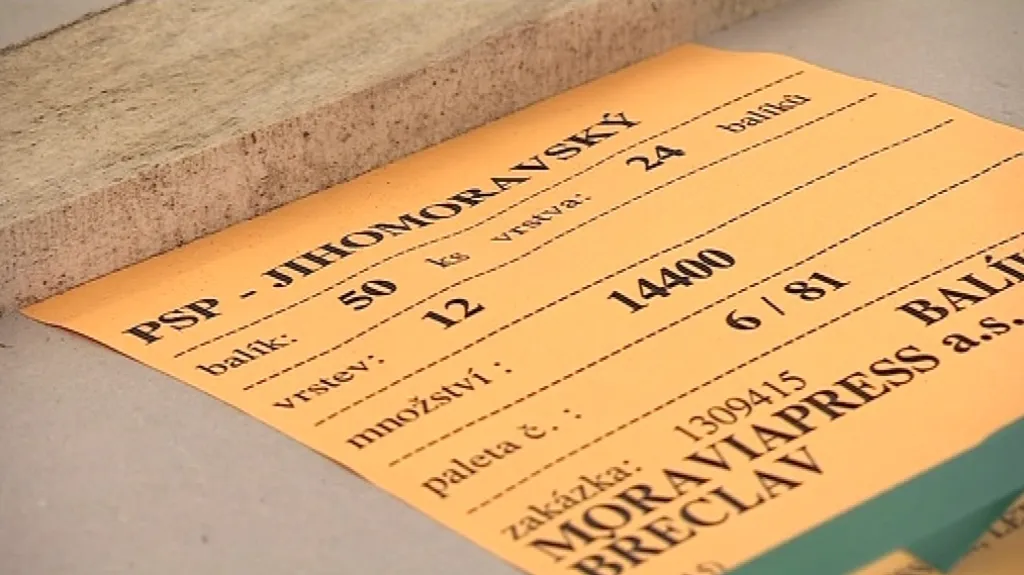 PSP - JIHOMORAVSKÝ
balík: 50 ks vrstva: 24 balíků
vrstev: 12
množství : 14400
paleta č. : 6 / 81
zakázka: 1309415 BALÍ
MORAVIAPRESS a.s.
BŘECLAV